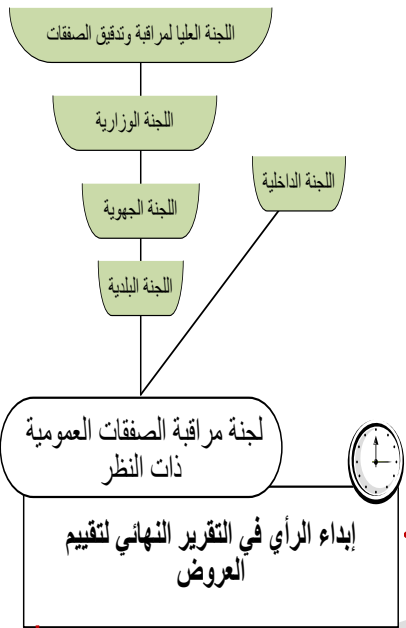 اللجنة العليا لمراقبة وتدقيق الصفقات
اللجنة الوزارية
اللجنة الداخلية
اللجنة الجهوية
اللجنة البلدية
لجنة مراقبة الصفقات العمومية
ذات النظر
إبداء الرأي في التقرير النهائي لتقييم
العروض